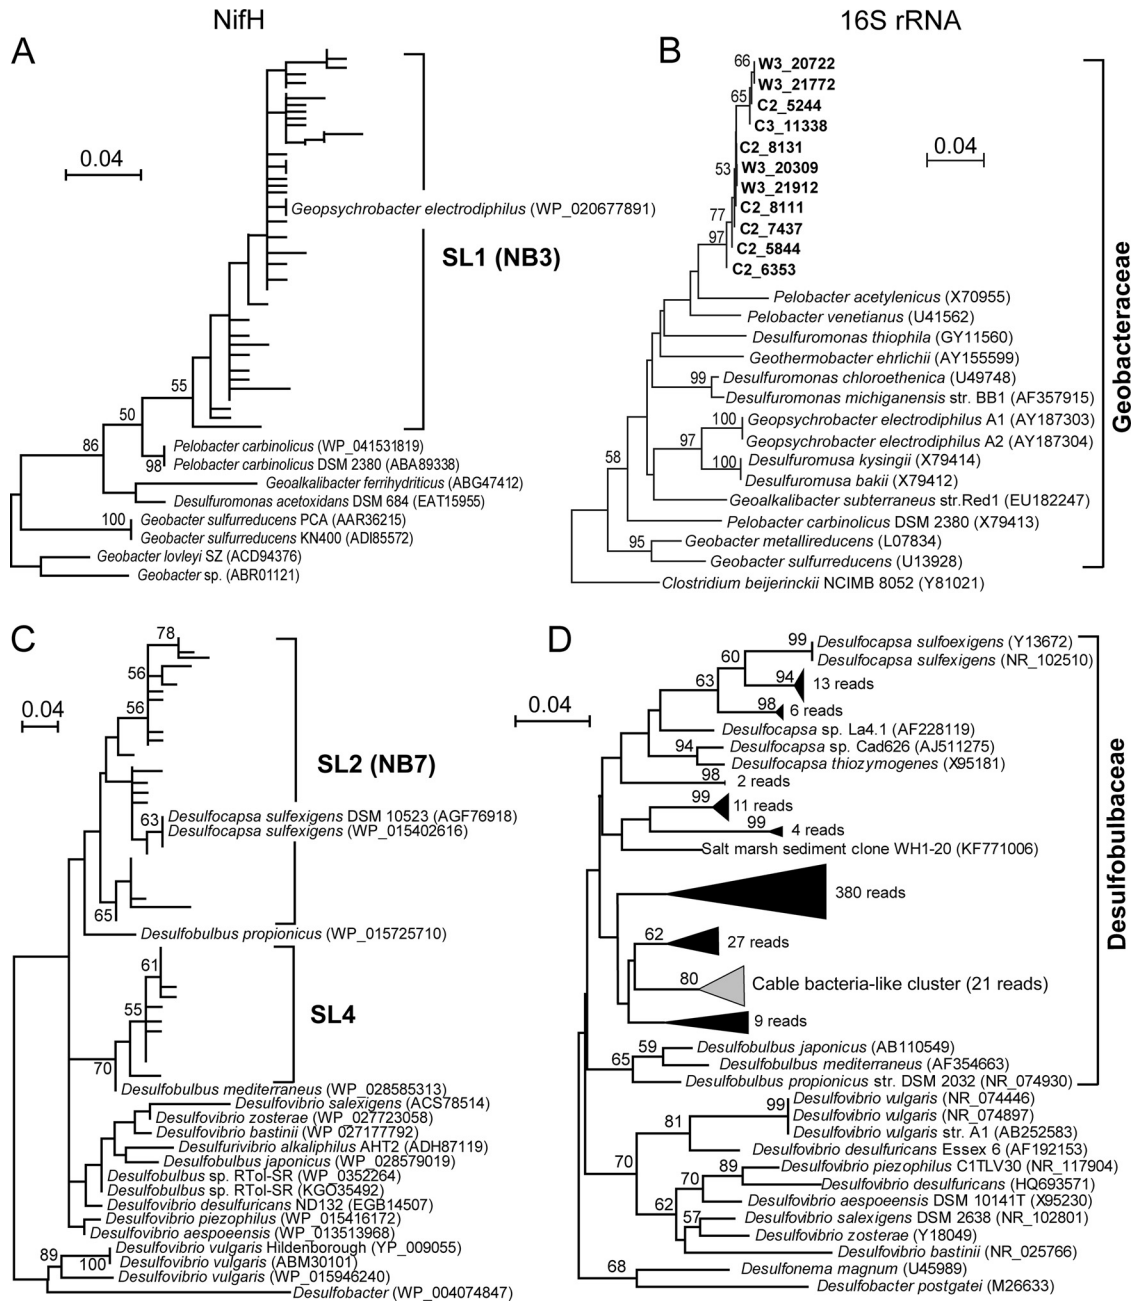 NifH
16S rRNA
A
0.04
Geopsychrobacter electrodiphilus (WP_020677891)
SL1 (NB3)
55
50
86
98
100
Pelobacter carbinolicus (WP_041531819)
Pelobacter carbinolicus DSM 2380 (ABA89338)
Geoalkalibacter ferrihydriticus (ABG47412)
Desulfuromonas acetoxidans DSM 684 (EAT15955)
Geobacter sulfurreducens PCA (AAR36215)
Geobacter sulfurreducens KN400 (ADI85572)
Geobacter lovleyi SZ (ACD94376)
Geobacter sp. (ABR01121)
B
0.04
66
65
53
77
97
W3_20722
W3_21772
C2_5244
C3_11338
C2_8131
W3_20309
W3_21912
C2_8111
C2_7437
C2_5844
C2_6353
Pelobacter acetylenicus (X70955)
Pelobacter venetianus (U41562)
Desulfuromonas thiophila (GY11560)
Geothermobacter ehrlichii (AY155599)
99
Desulfuromonas chloroethenica (U49748)
Desulfuromonas michiganensis str. BB1 (AF357915)
100
Geopsychrobacter electrodiphilus A1 (AY187303)
97
Geopsychrobacter electrodiphilus A2 (AY187304)
58
100
Desulfuromusa kysingii (X79414)
Desulfuromusa bakii (X79412)
Geoalkalibacter subterraneus str.Red1 (EU182247)
Pelobacter carbinolicus DSM 2380 (X79413)
95
Geobacter metallireducens (L07834)
Geobacter sulfurreducens (U13928)
Clostridium beijerinckii NCIMB 8052 (Y81021)
Geobacteraceae
C
0.04
78
56
56
SL2 (NB7)
63
Desulfocapsa sulfexigens DSM 10523 (AGF76918)
Desulfocapsa sulfexigens (WP_015402616)
65
Desulfobulbus propionicus (WP_015725710)
61
55
SL4
70
Desulfobulbus mediterraneus (WP_028585313)
Desulfovibrio salexigens (ACS78514)
Desulfovibrio zosterae (WP_027723058)
Desulfovibrio bastinii (WP_027177792)
Desulfurivibrio alkaliphilus AHT2 (ADH87119)
Desulfobulbus japonicus (WP_028579019)
Desulfobulbus sp. RTol-SR (WP_0352264)
Desulfobulbus sp. RTol-SR (KGO35492)
Desulfovibrio desulfuricans ND132 (EGB14507)
Desulfovibrio piezophilus (WP_015416172)
Desulfovibrio aespoensis (WP_013513968)
89
100
Desulfovibrio vulgaris Hildenborough (YP_009055)
Desulfovibrio vulgaris (ABM30101)
Desulfovibrio vulgaris (WP_015946240)
Desulfobacter (WP_004074847)
D
0.04
99
Desulfocapsa sulfoexigens (Y13672)
60
Desulfocapsa sulfexigens (NR_102510)
63
94
13 reads
98
6 reads
Desulfocapsa sp. La4.1 (AF228119)
94
Desulfocapsa sp. Cad626 (AJ511275)
Desulfocapsa thiozymogenes (X95181)
98
2 reads
99
11 reads
99
4 reads
Salt marsh sediment clone WH1-20 (KF771006)
380 reads
62
27 reads
80
Cable bacteria-like cluster (21 reads)
9 reads
59
65
Desulfobulbus japonicus (AB110549)
Desulfobulbus mediterraneus (AF354663)
Desulfobulbus propionicus str. DSM 2032 (NR_074930)
Desulfobulbaceae
99
81
Desulfovibrio vulgaris (NR_074446)
Desulfovibrio vulgaris (NR_074897)
Desulfovibrio vulgaris str. A1 (AB252583)
Desulfovibrio desulfuricans Essex 6 (AF192153)
70
89
70
Desulfovibrio piezophilus C1TLV30 (NR_117904)
Desulfovibrio desulfuricans (HQ693571)
Desulfovibrio aespoeensis DSM 10141T (X95230)
62
57
Desulfovibrio salexigens DSM 2638 (NR_102801)
Desulfovibrio zosterae (Y18049)
Desulfovibrio bastinii (NR_025766)
68
Desulfonema magnum (U45989)
Desulfobacter postgatei (M26633)